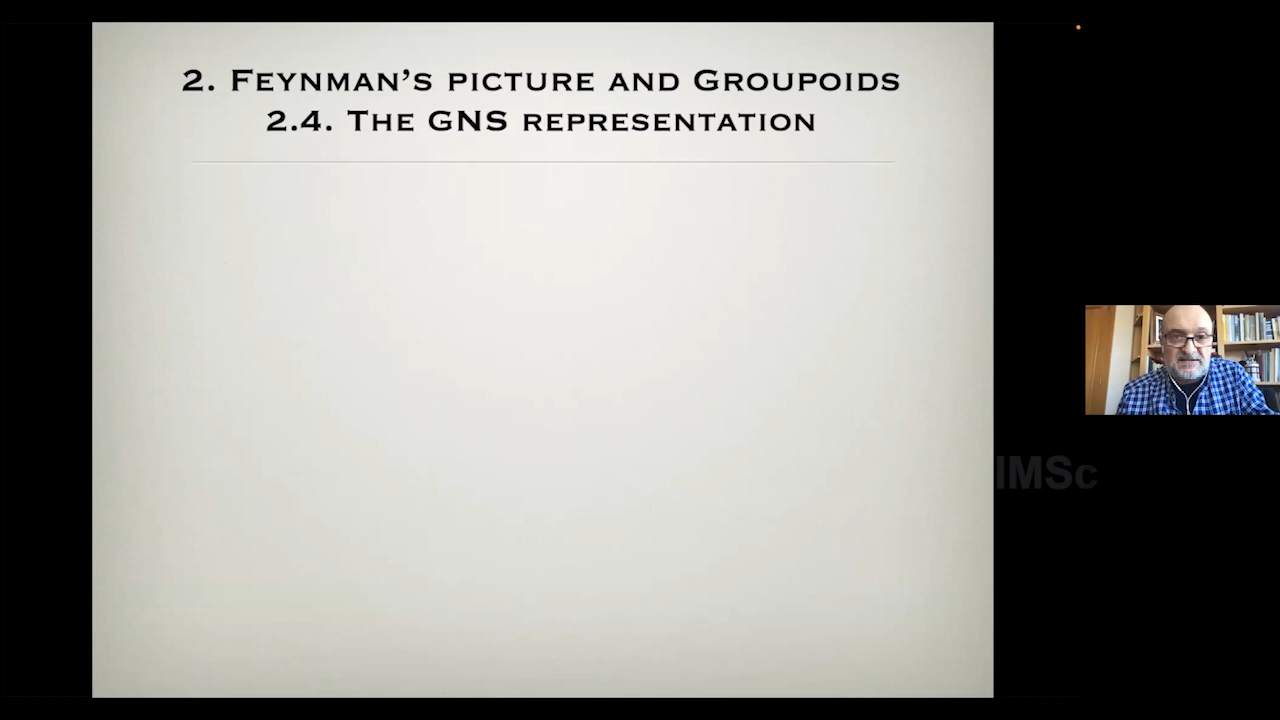 2. Feynman’s picture and Groupoids
2.4. The GNS representation
IMSc